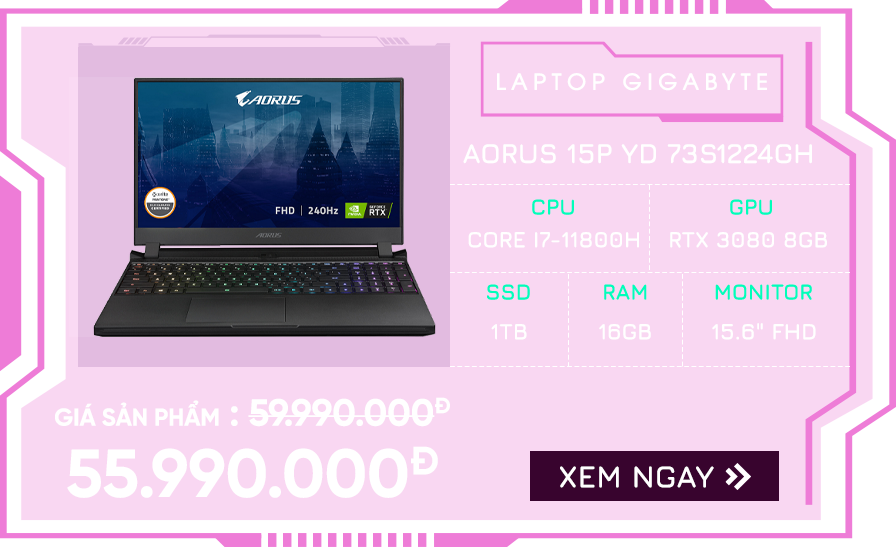 LAPTOP GIGABYTE
AORUS 15P YD 73S1224GH
AORUS
FHD | 240Hz
NVIDIA GEFORCE RTX
AORUS
CPU
GPU
CORE I7-11800H
RTX 3080 8GB
SSD
RAM
MONITOR
1TB
16GB
15.6" FHD
GIÁ SẢN PHẨM : 59.990.000Đ
55.990.000Đ
XEM NGAY